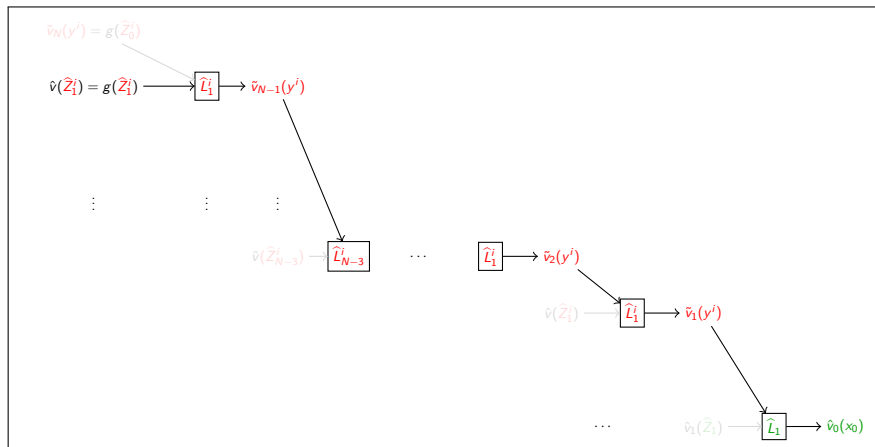 v̂_N(y^i) = g(Ẑ_0^i)
v̂(Ẑ_1^i) = g(Ẑ_1^i) L̂_1^i ṽ_{N−1}(y^i)
⋮ ⋮ ⋮
v̂(Ẑ_{N−3}^i) L̂_{N−3}^i ⋯ L̂_1^i ṽ_2(y^i)
v̂(Ẑ_1^i) L̂_1^i ṽ_1(y^i)
⋯ v̂_1(Ẑ_1) L̂_1 v̂_0(x_0)